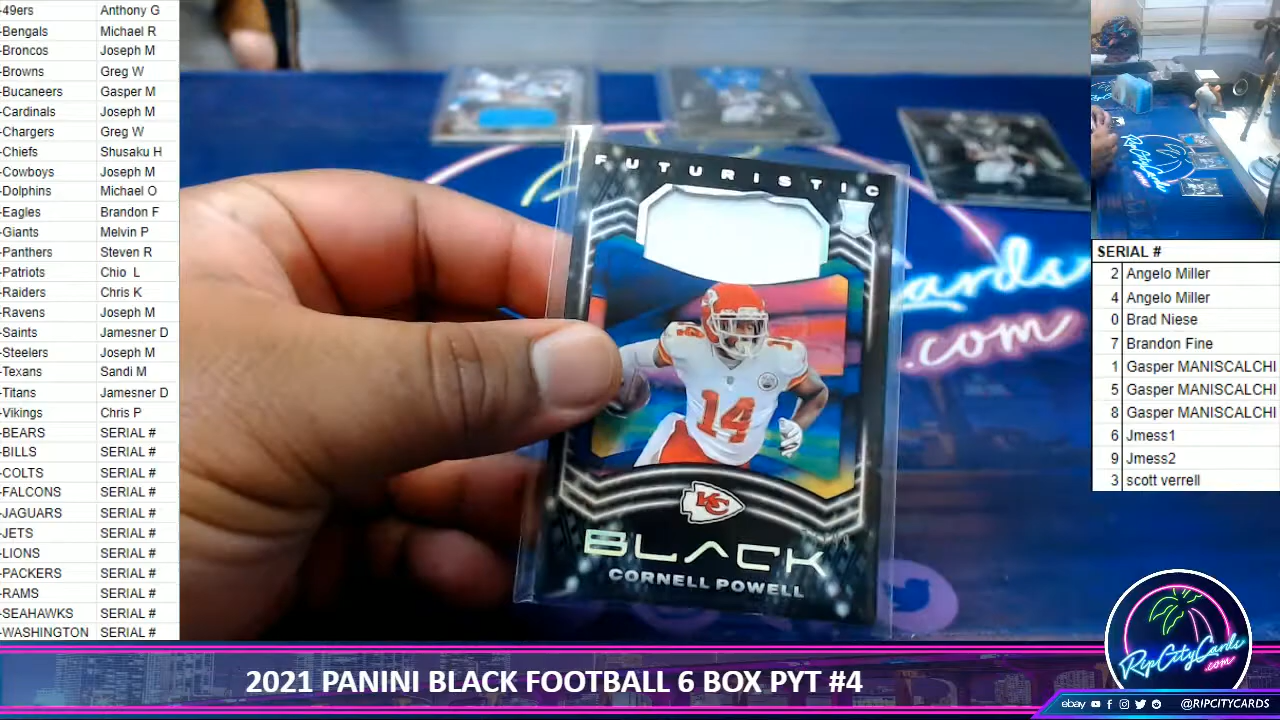 -49ers Anthony G
-Bengals Michael R
-Broncos Joseph M
-Browns Greg W
-Bucaneers Gasper M
-Cardinals Joseph M
-Chargers Greg W
-Chiefs Shusaku H
-Cowboys Joseph M
-Dolphins Michael O
-Eagles Brandon F
-Giants Melvin P
-Panthers Steven R
-Patriots Chio L
-Raiders Chris K
-Ravens Joseph M
-Saints Jamesner D
-Steelers Joseph M
-Texans Sandi M
-Titans Jamesner D
-Vikings Chris P
-BEARS SERIAL #
-BILLS SERIAL #
-COLTS SERIAL #
-FALCONS SERIAL #
-JAGUARS SERIAL #
-JETS SERIAL #
-LIONS SERIAL #
-PACKERS SERIAL #
-RAMS SERIAL #
-SEAHAWKS SERIAL #
-WASHINGTON SERIAL #
FUTURISTIC
14
KC
BLACK
CORNELL POWELL
.com
SERIAL #
2 Angelo Miller
4 Angelo Miller
0 Brad Niese
7 Brandon Fine
1 Gasper MANISCALCHI
5 Gasper MANISCALCHI
8 Gasper MANISCALCHI
6 Jmess1
9 Jmess2
3 scott verrell
RipCityCards
.com
2021 PANINI BLACK FOOTBALL 6 BOX PYT #4
ebay @RIPCITYCARDS